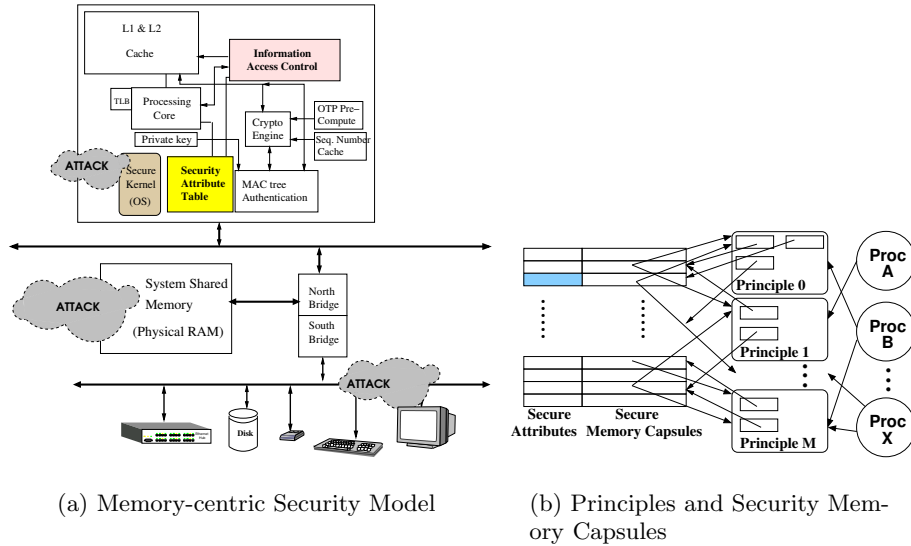 L1 & L2
Cache
Information
Access Control
TLB
Processing
Core
OTP Pre–
Compute
Crypto
Engine
Seq. Number
Cache
Private key
ATTACK
Secure
Kernel
(OS)
Security
Attribute
Table
MAC tree
Authentication
System Shared
Memory
(Physical RAM)
ATTACK
North
Bridge
South
Bridge
ATTACK
Disk
Principle 0
Principle 1
Principle M
Proc
A
Proc
B
Proc
X
Secure
Attributes
Secure
Memory Capsules
(a) Memory-centric Security Model
(b) Principles and Security Mem-
ory Capsules